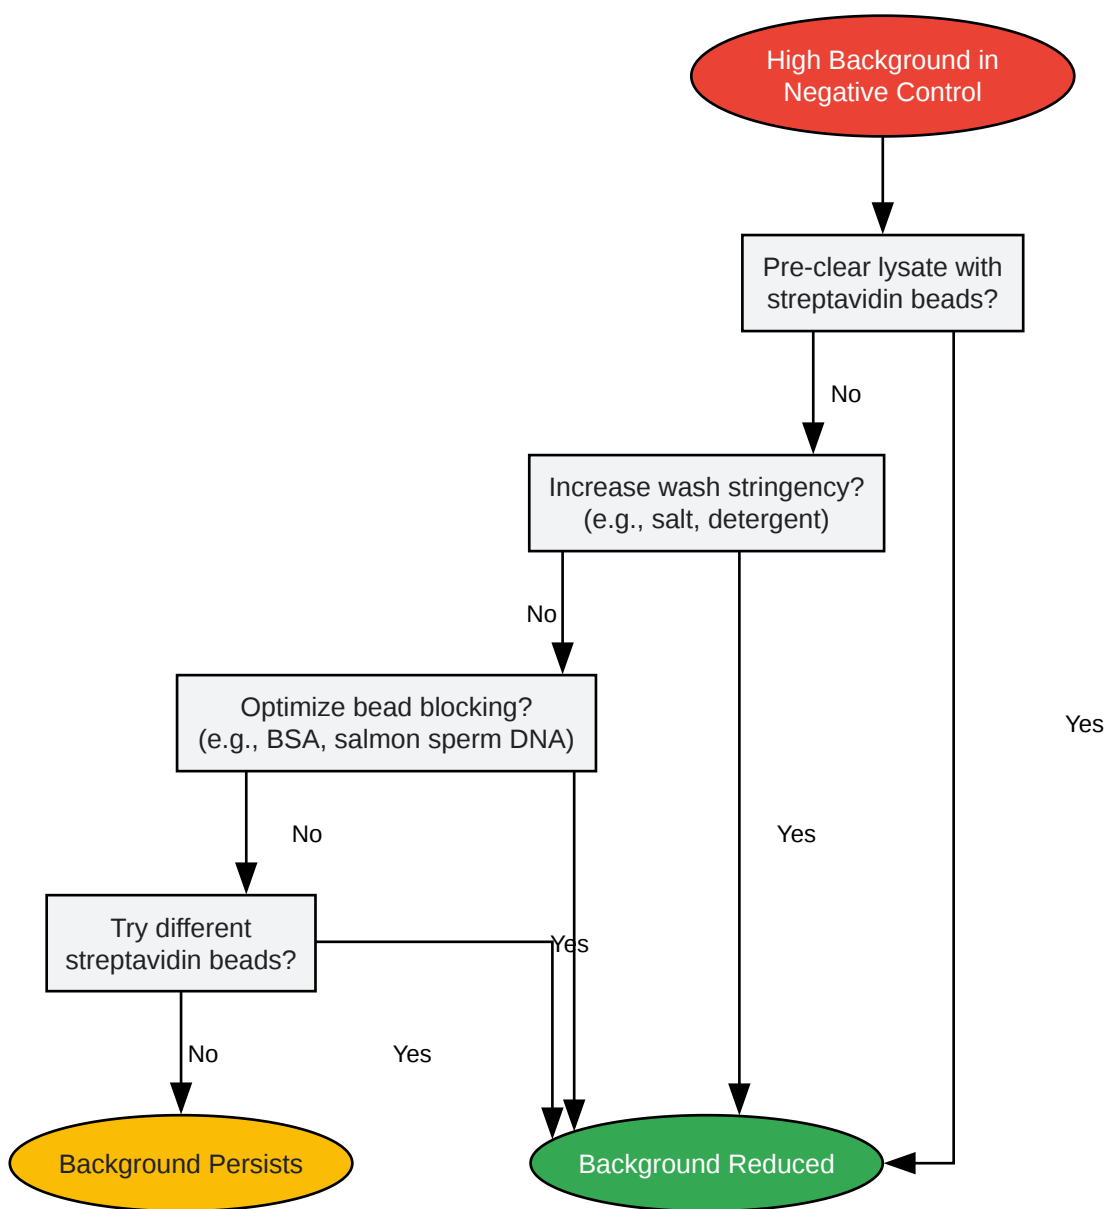 High Background in
Negative Control
Pre-clear lysate with
streptavidin beads?
No
Increase wash stringency?
(e.g., salt, detergent)
No
Optimize bead blocking?
(e.g., BSA, salmon sperm DNA)
Yes
No
Yes
Try different
streptavidin beads?
Yes
No
Yes
Background Persists
Background Reduced